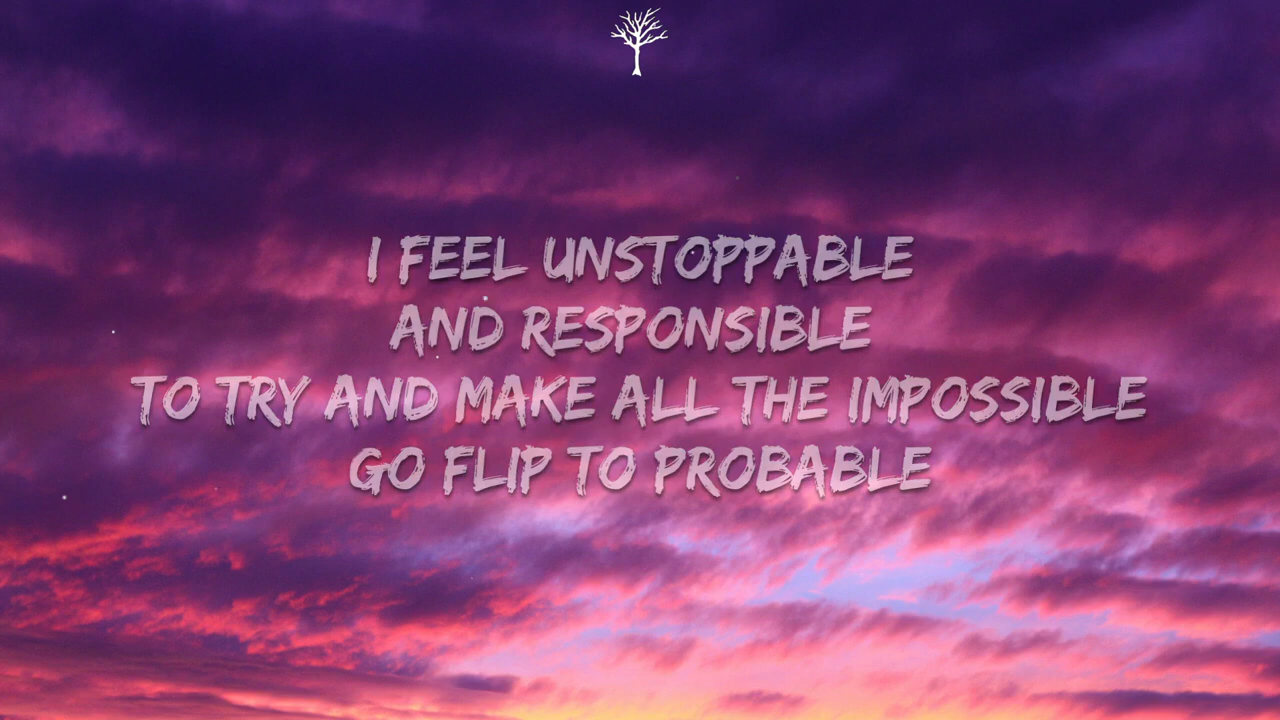 I FEEL UNSTOPPABLE
AND RESPONSIBLE
TO TRY AND MAKE ALL THE IMPOSSIBLE
GO FLIP TO PROBABLE